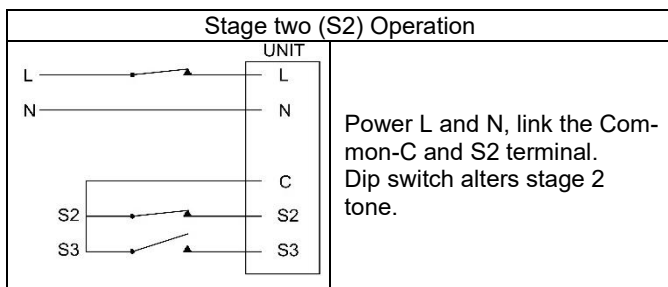 Stage two (S2) Operation
UNIT
L L
N N
C
S2 S2
S3 S3
Power L and N, link the Com-
mon-C and S2 terminal.
Dip switch alters stage 2
tone.